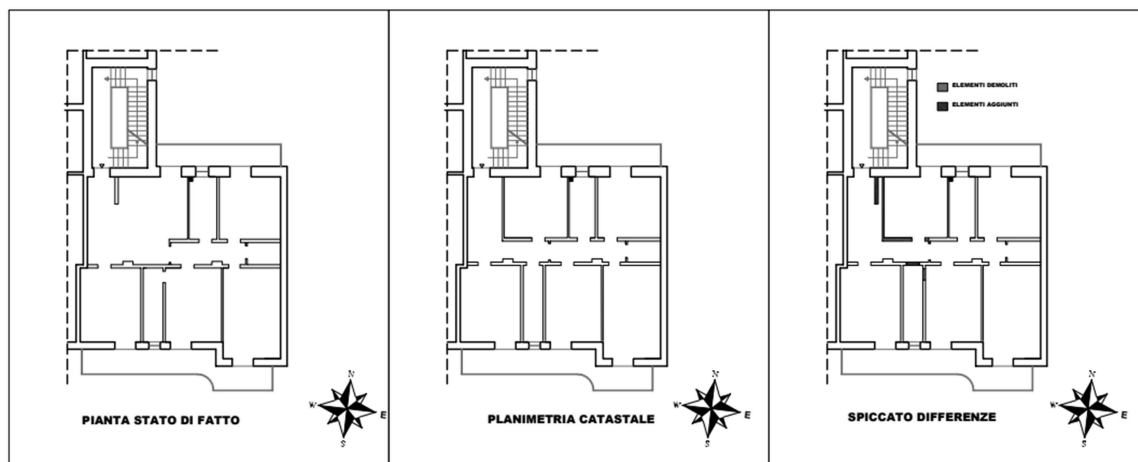 ELEMENTI DEMOLITI
ELEMENTI AGGIUNTI
N
W
E
S
PIANTA STATO DI FATTO
N
W
E
S
PLANIMETRIA CATASTALE
N
W
E
S
SPICCATO DIFFERENZE